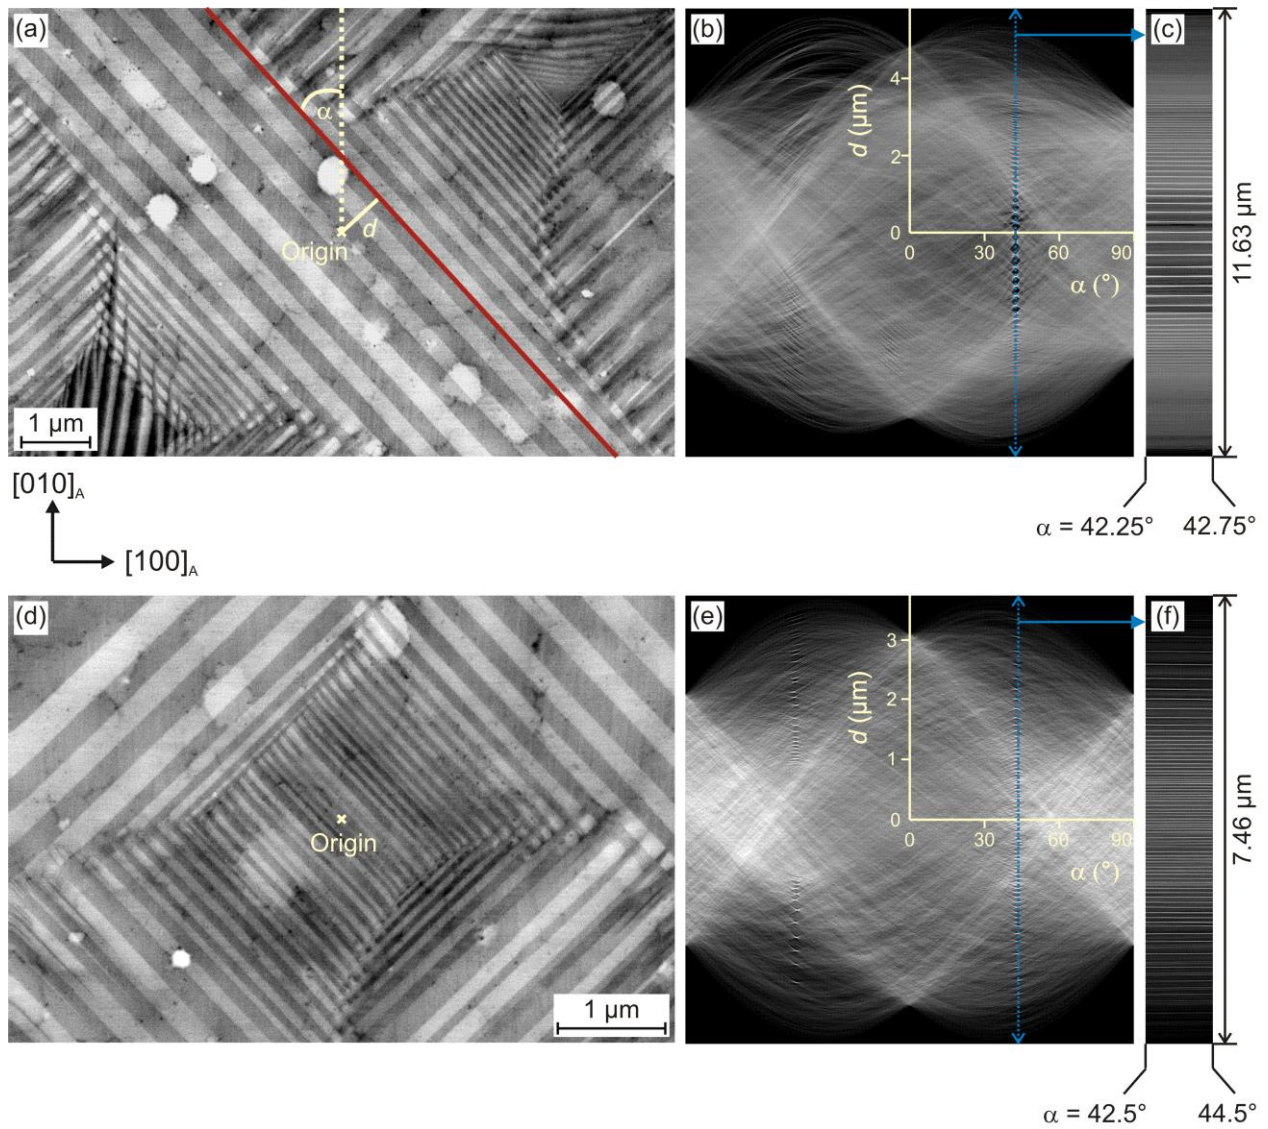 (a)
α
d
Origin
1 μm
(b)
d (μm)
4
2
0
0 30 60 90
α (°)
(c)
11.63 μm
α = 42.25° 42.75°
[010]A
[100]A
(d)
Origin
1 μm
(e)
d (μm)
3
2
1
0
0 30 60 90
α (°)
(f)
7.46 μm
α = 42.5° 44.5°